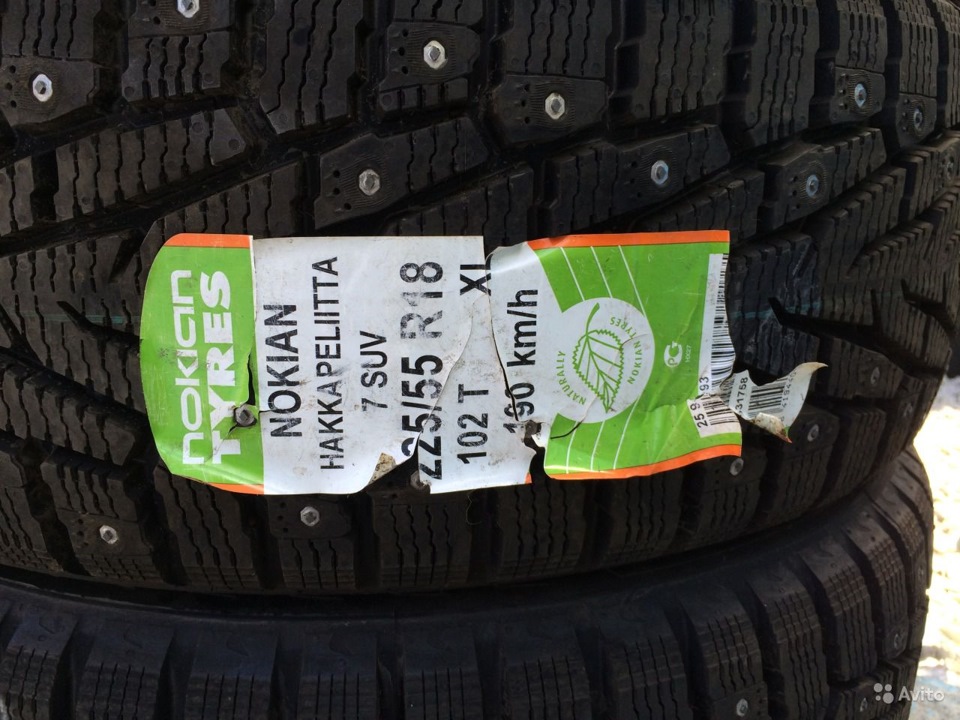 nokian
TYRES
NOKIAN
HAKKAPELIITTA
7 SUV
225/55 R18
102 T XL
190 km/h
NATURALLY
NOKIAN TYRES
Avito